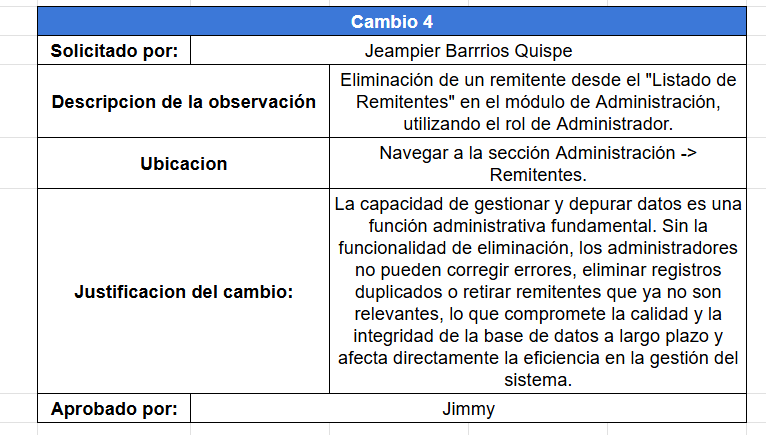 Cambio 4
Solicitado por: Jeampier Barrrios Quispe
Descripcion de la observación
Eliminación de un remitente desde el "Listado de
Remitentes" en el módulo de Administración,
utilizando el rol de Administrador.
Ubicacion
Navegar a la sección Administración ->
Remitentes.
Justificacion del cambio:
La capacidad de gestionar y depurar datos es una
función administrativa fundamental. Sin la
funcionalidad de eliminación, los administradores
no pueden corregir errores, eliminar registros
duplicados o retirar remitentes que ya no son
relevantes, lo que compromete la calidad y la
integridad de la base de datos a largo plazo y
afecta directamente la eficiencia en la gestión del
sistema.
Aprobado por: Jimmy